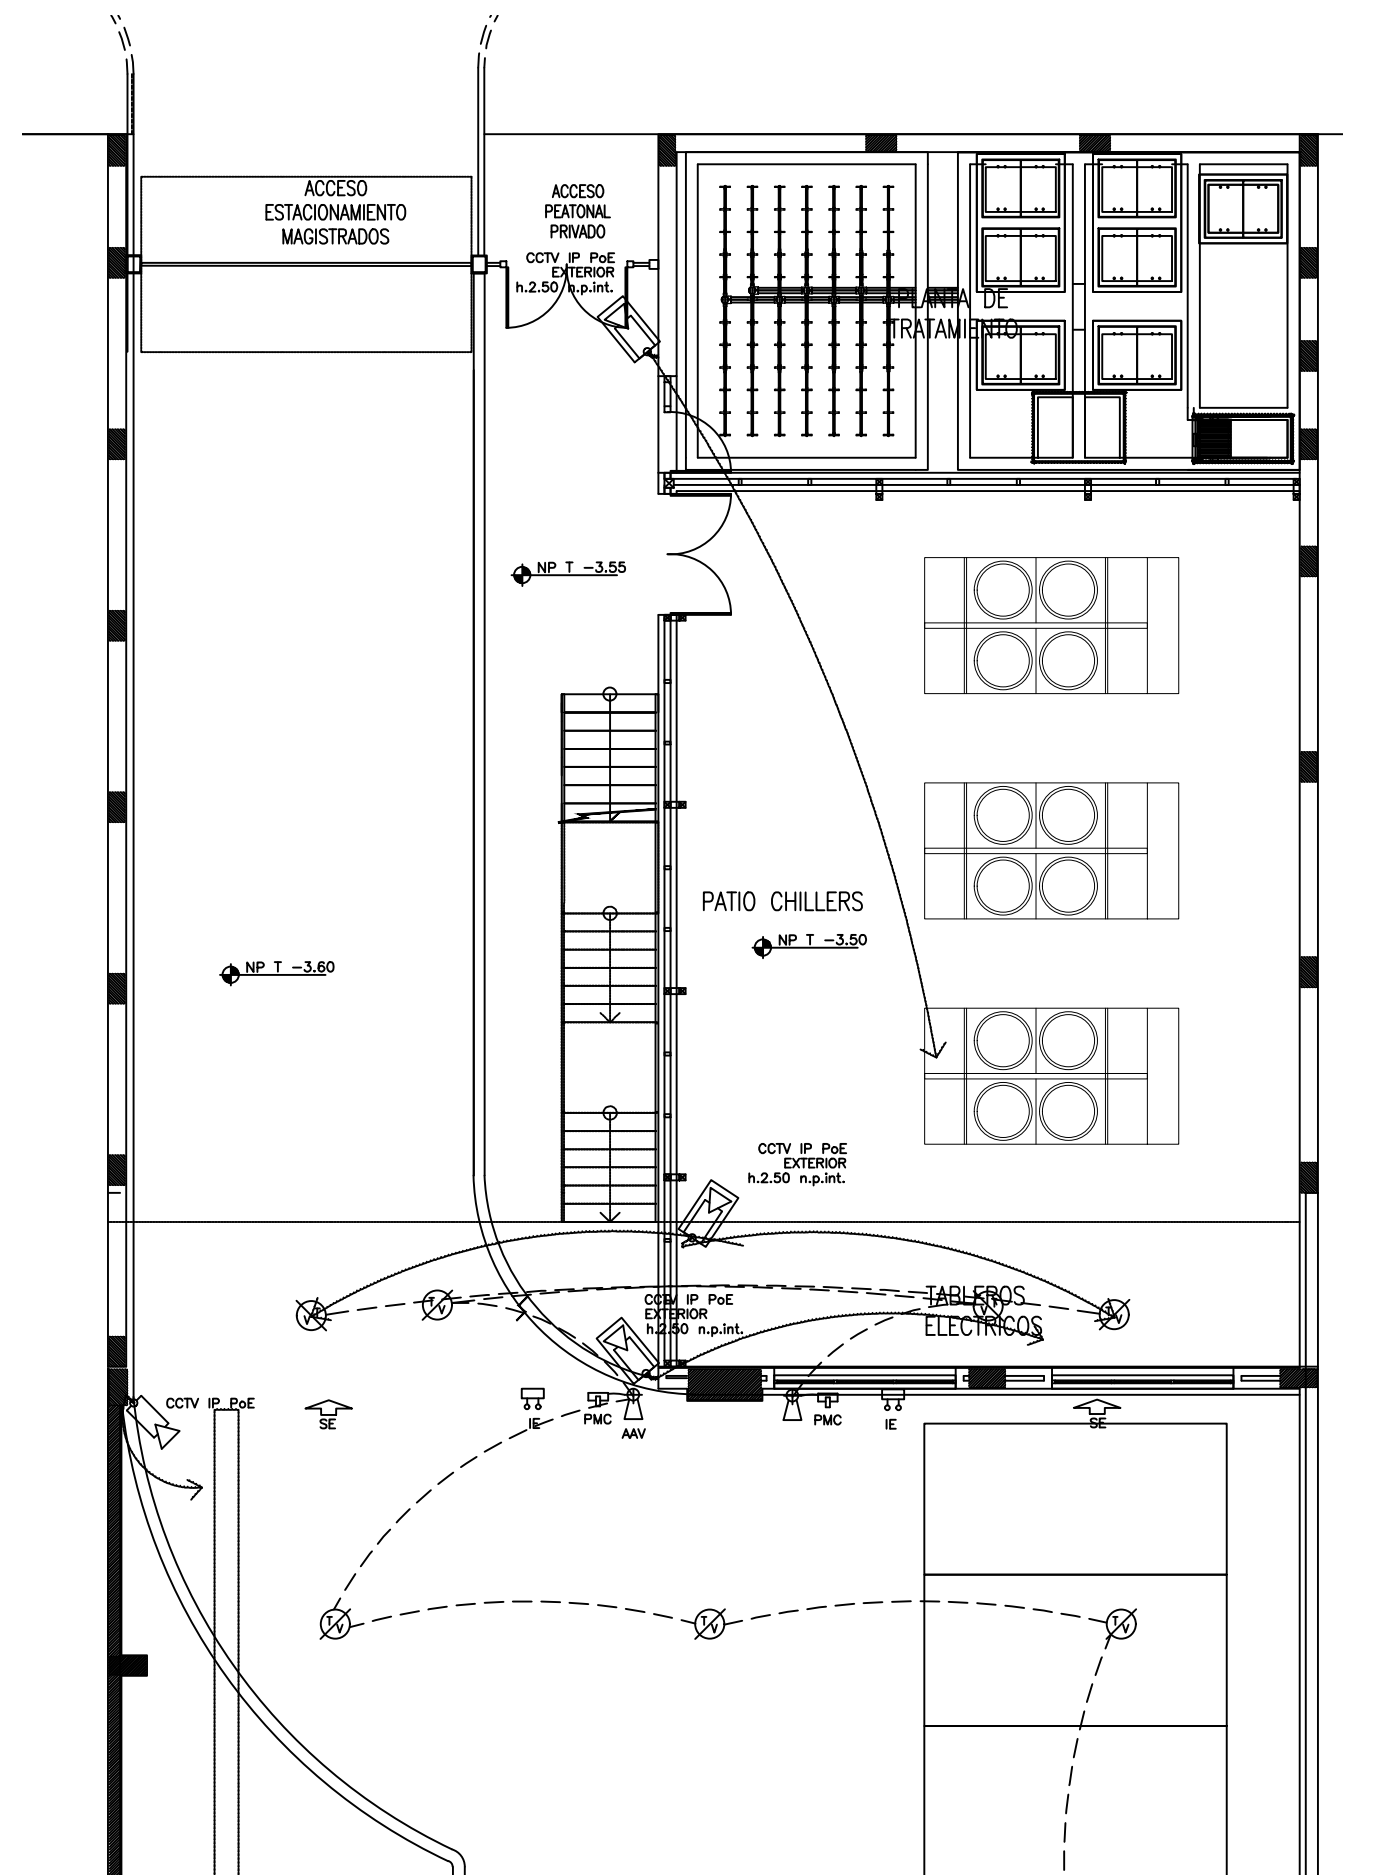 ACCESO
ESTACIONAMIENTO
MAGISTRADOS
ACCESO
PEATONAL
PRIVADO
CCTV IP PoE
EXTERIOR
h.2.50 n.p.int.
PLANTA DE
TRATAMIENTO
NP T -3.55
PATIO CHILLERS
NP T -3.50
NP T -3.60
CCTV IP PoE
EXTERIOR
h.2.50 n.p.int.
T V
T V
CCTV IP PoE
EXTERIOR
h.2.50 n.p.int.
TABLEROS
ELECTRICOS
T V
T V
CCTV IP PoE
SE
IE
PMC
AAV
PMC
IE
SE
T V
T V
T V